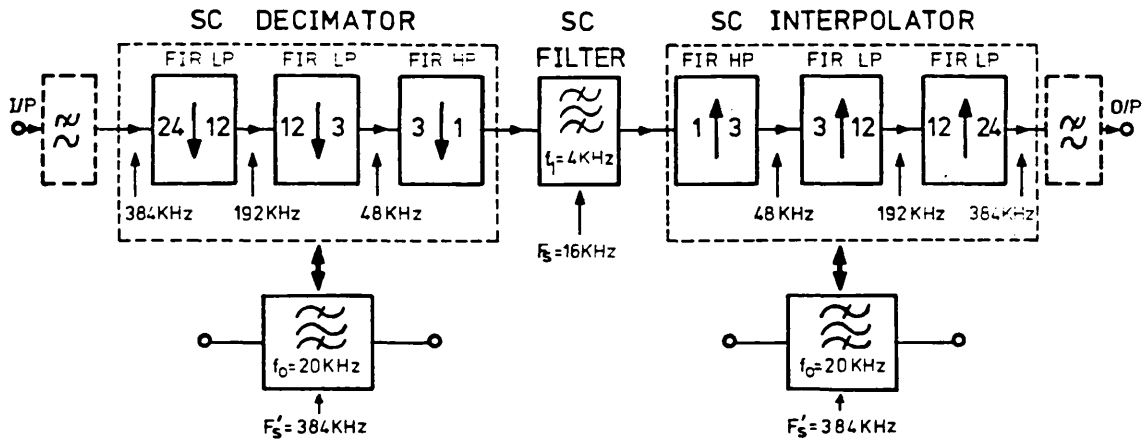 SC DECIMATOR
SC FILTER
SC INTERPOLATOR
FIR LP
FIR LP
FIR HP
FIR HP
FIR LP
FIR LP
I/P
24 12
12 3
3 1
f₁=4KHz
1 3
3 12
12 24
O/P
384KHz
192KHz
48KHz
Fs=16KHz
48KHz
192KHz
384KHz
f₀=20KHz
Fs'=384KHz
f₀=20KHz
Fs'=384KHz